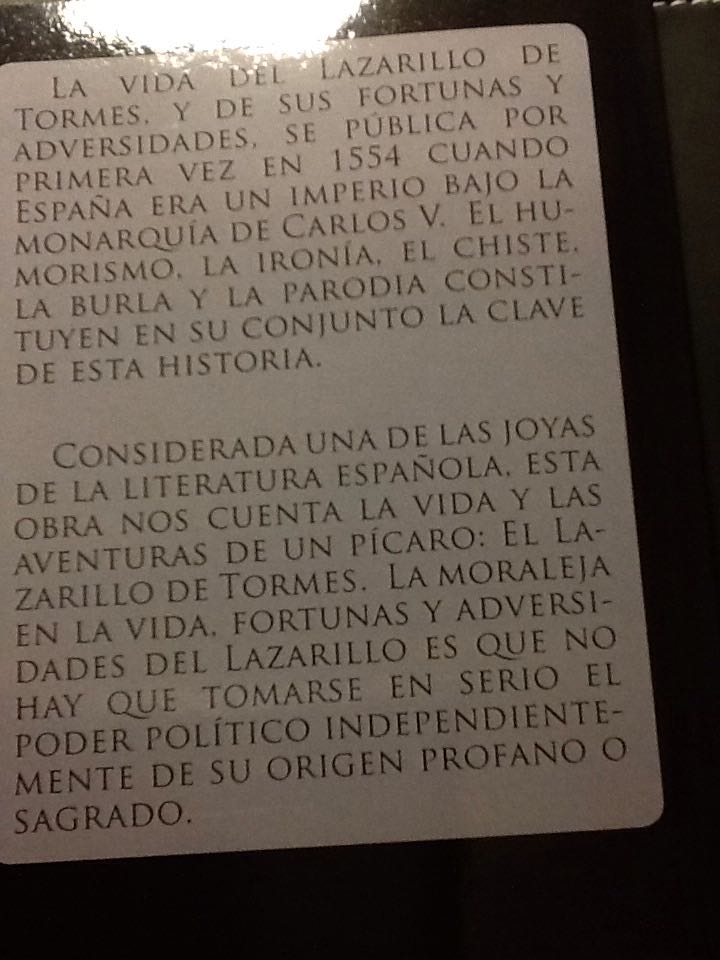 LA VIDA DEL LAZARILLO DE
TORMES, Y DE SUS FORTUNAS Y
ADVERSIDADES, SE PÚBLICA POR
PRIMERA VEZ EN 1554 CUANDO
ESPAÑA ERA UN IMPERIO BAJO LA
MONARQUÍA DE CARLOS V. EL HU-
MORISMO, LA IRONÍA, EL CHISTE,
LA BURLA Y LA PARODIA CONSTI-
TUYEN EN SU CONJUNTO LA CLAVE
DE ESTA HISTORIA.
CONSIDERADA UNA DE LAS JOYAS
DE LA LITERATURA ESPAÑOLA, ESTA
OBRA NOS CUENTA LA VIDA Y LAS
AVENTURAS DE UN PÍCARO: EL LA-
ZARILLO DE TORMES. LA MORALEJA
EN LA VIDA, FORTUNAS Y ADVERSI-
DADES DEL LAZARILLO ES QUE NO
HAY QUE TOMARSE EN SERIO EL
PODER POLÍTICO INDEPENDIENTE-
MENTE DE SU ORIGEN PROFANO O
SAGRADO.